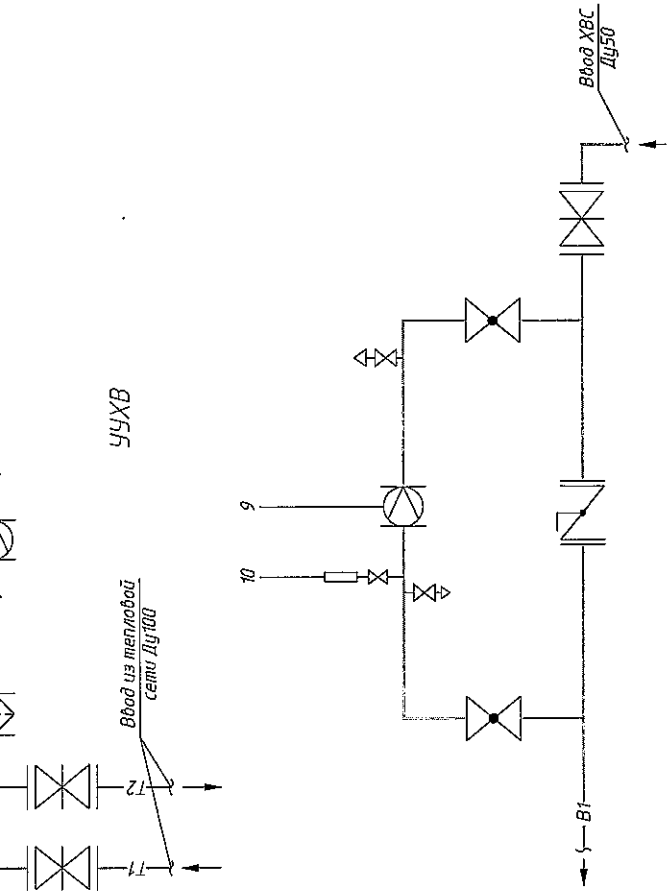 Ввод ХВС
Ду50
УУХВ
9
10
Ввод из тепловой
сети Ду100
Т2
Т1
В1